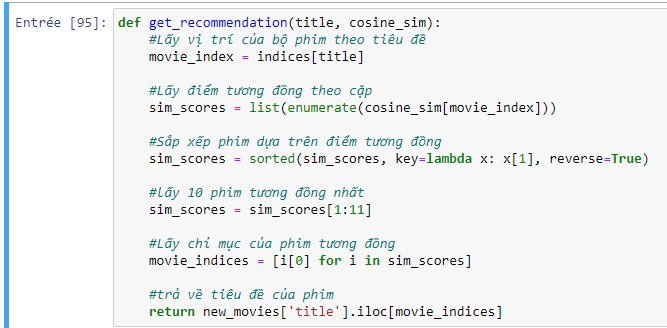 Entrée [95]: def get_recommendation(title, cosine_sim):
#Lấy vị trí của bộ phim theo tiêu đề
movie_index = indices[title]
#Lấy điểm tương đồng theo cặp
sim_scores = list(enumerate(cosine_sim[movie_index]))
#Sắp xếp phim dựa trên điểm tương đồng
sim_scores = sorted(sim_scores, key=lambda x: x[1], reverse=True)
#lấy 10 phim tương đồng nhất
sim_scores = sim_scores[1:11]
#Lấy chỉ mục của phim tương đồng
movie_indices = [i[0] for i in sim_scores]
#trả về tiêu đề của phim
return new_movies['title'].iloc[movie_indices]